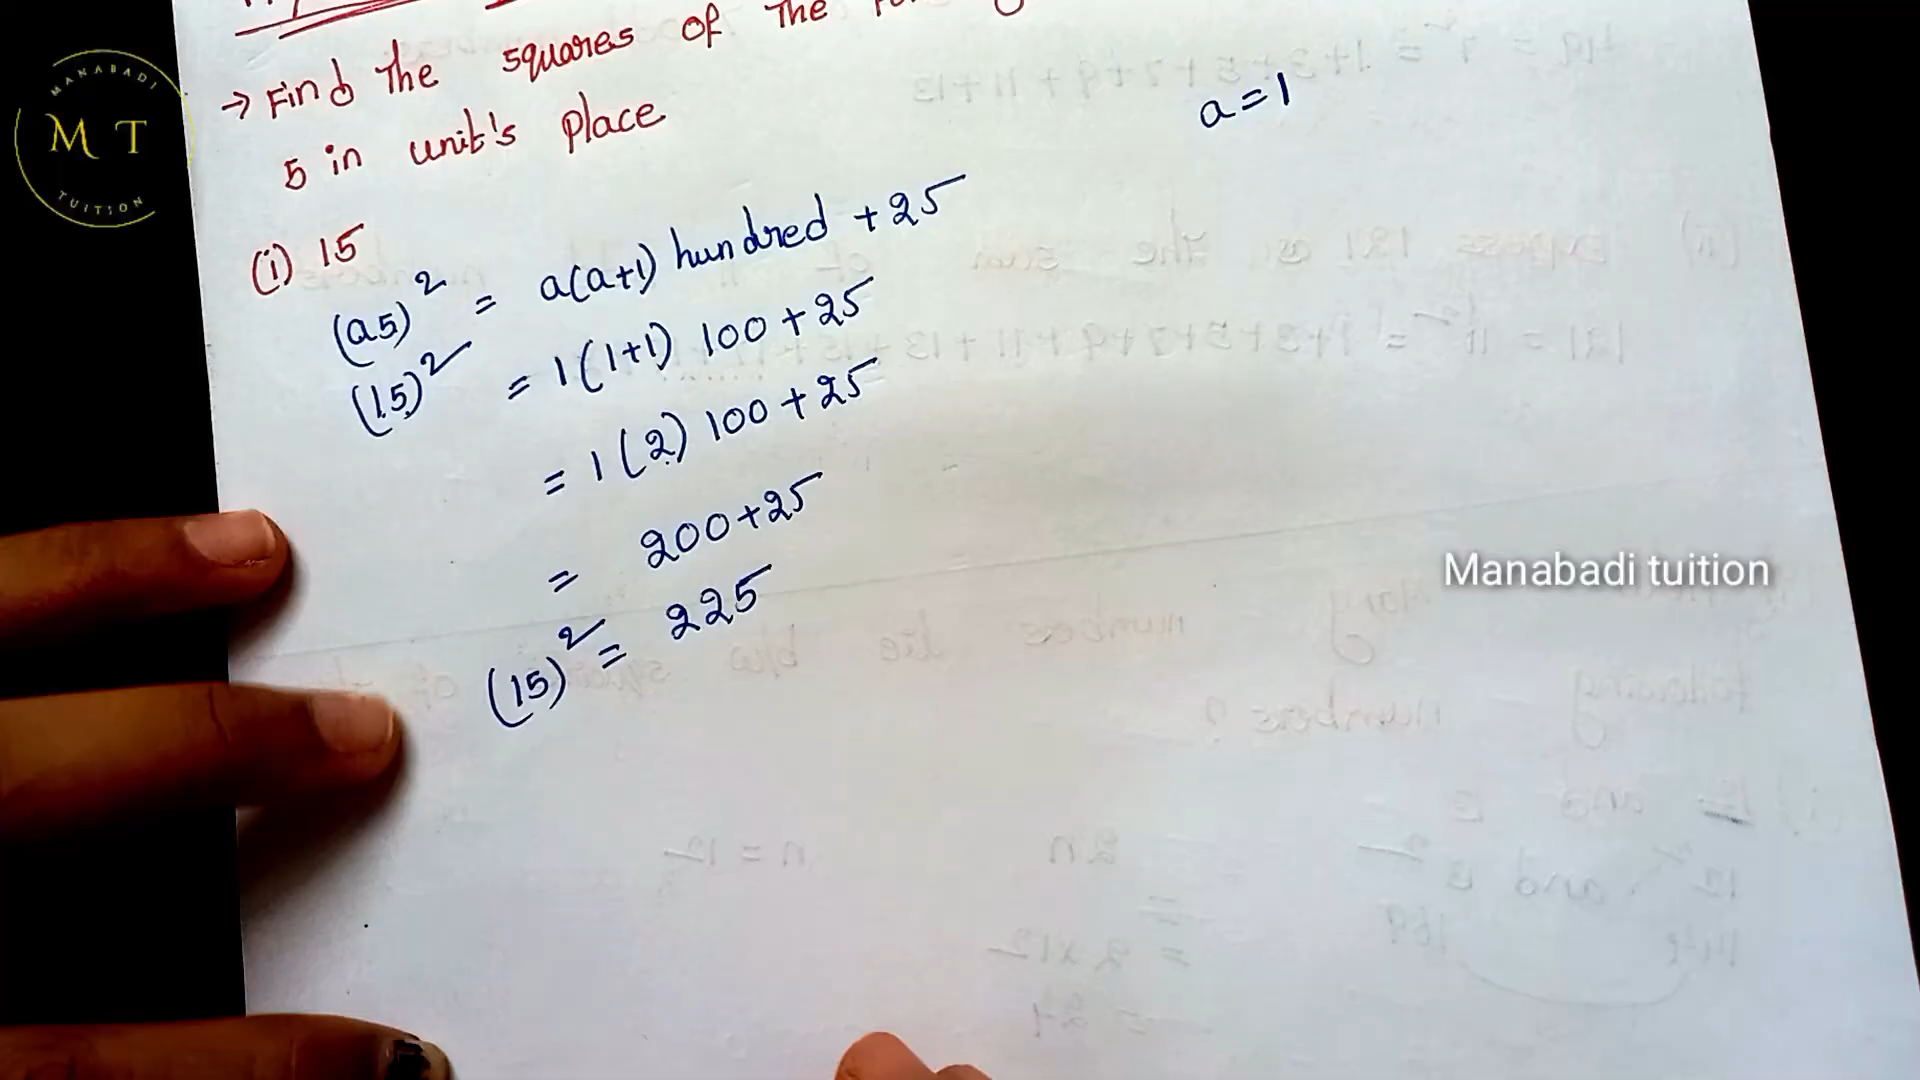 → Find the squares of the
5 in unit's place
a=1
(i) 15
(a5)² = a(a+1) hundred +25
(15)² = 1(1+1) 100+25
= 1(2) 100+25
= 200+25
(15)² = 225
MANABADI
MT
TUITION
Manabadi tuition